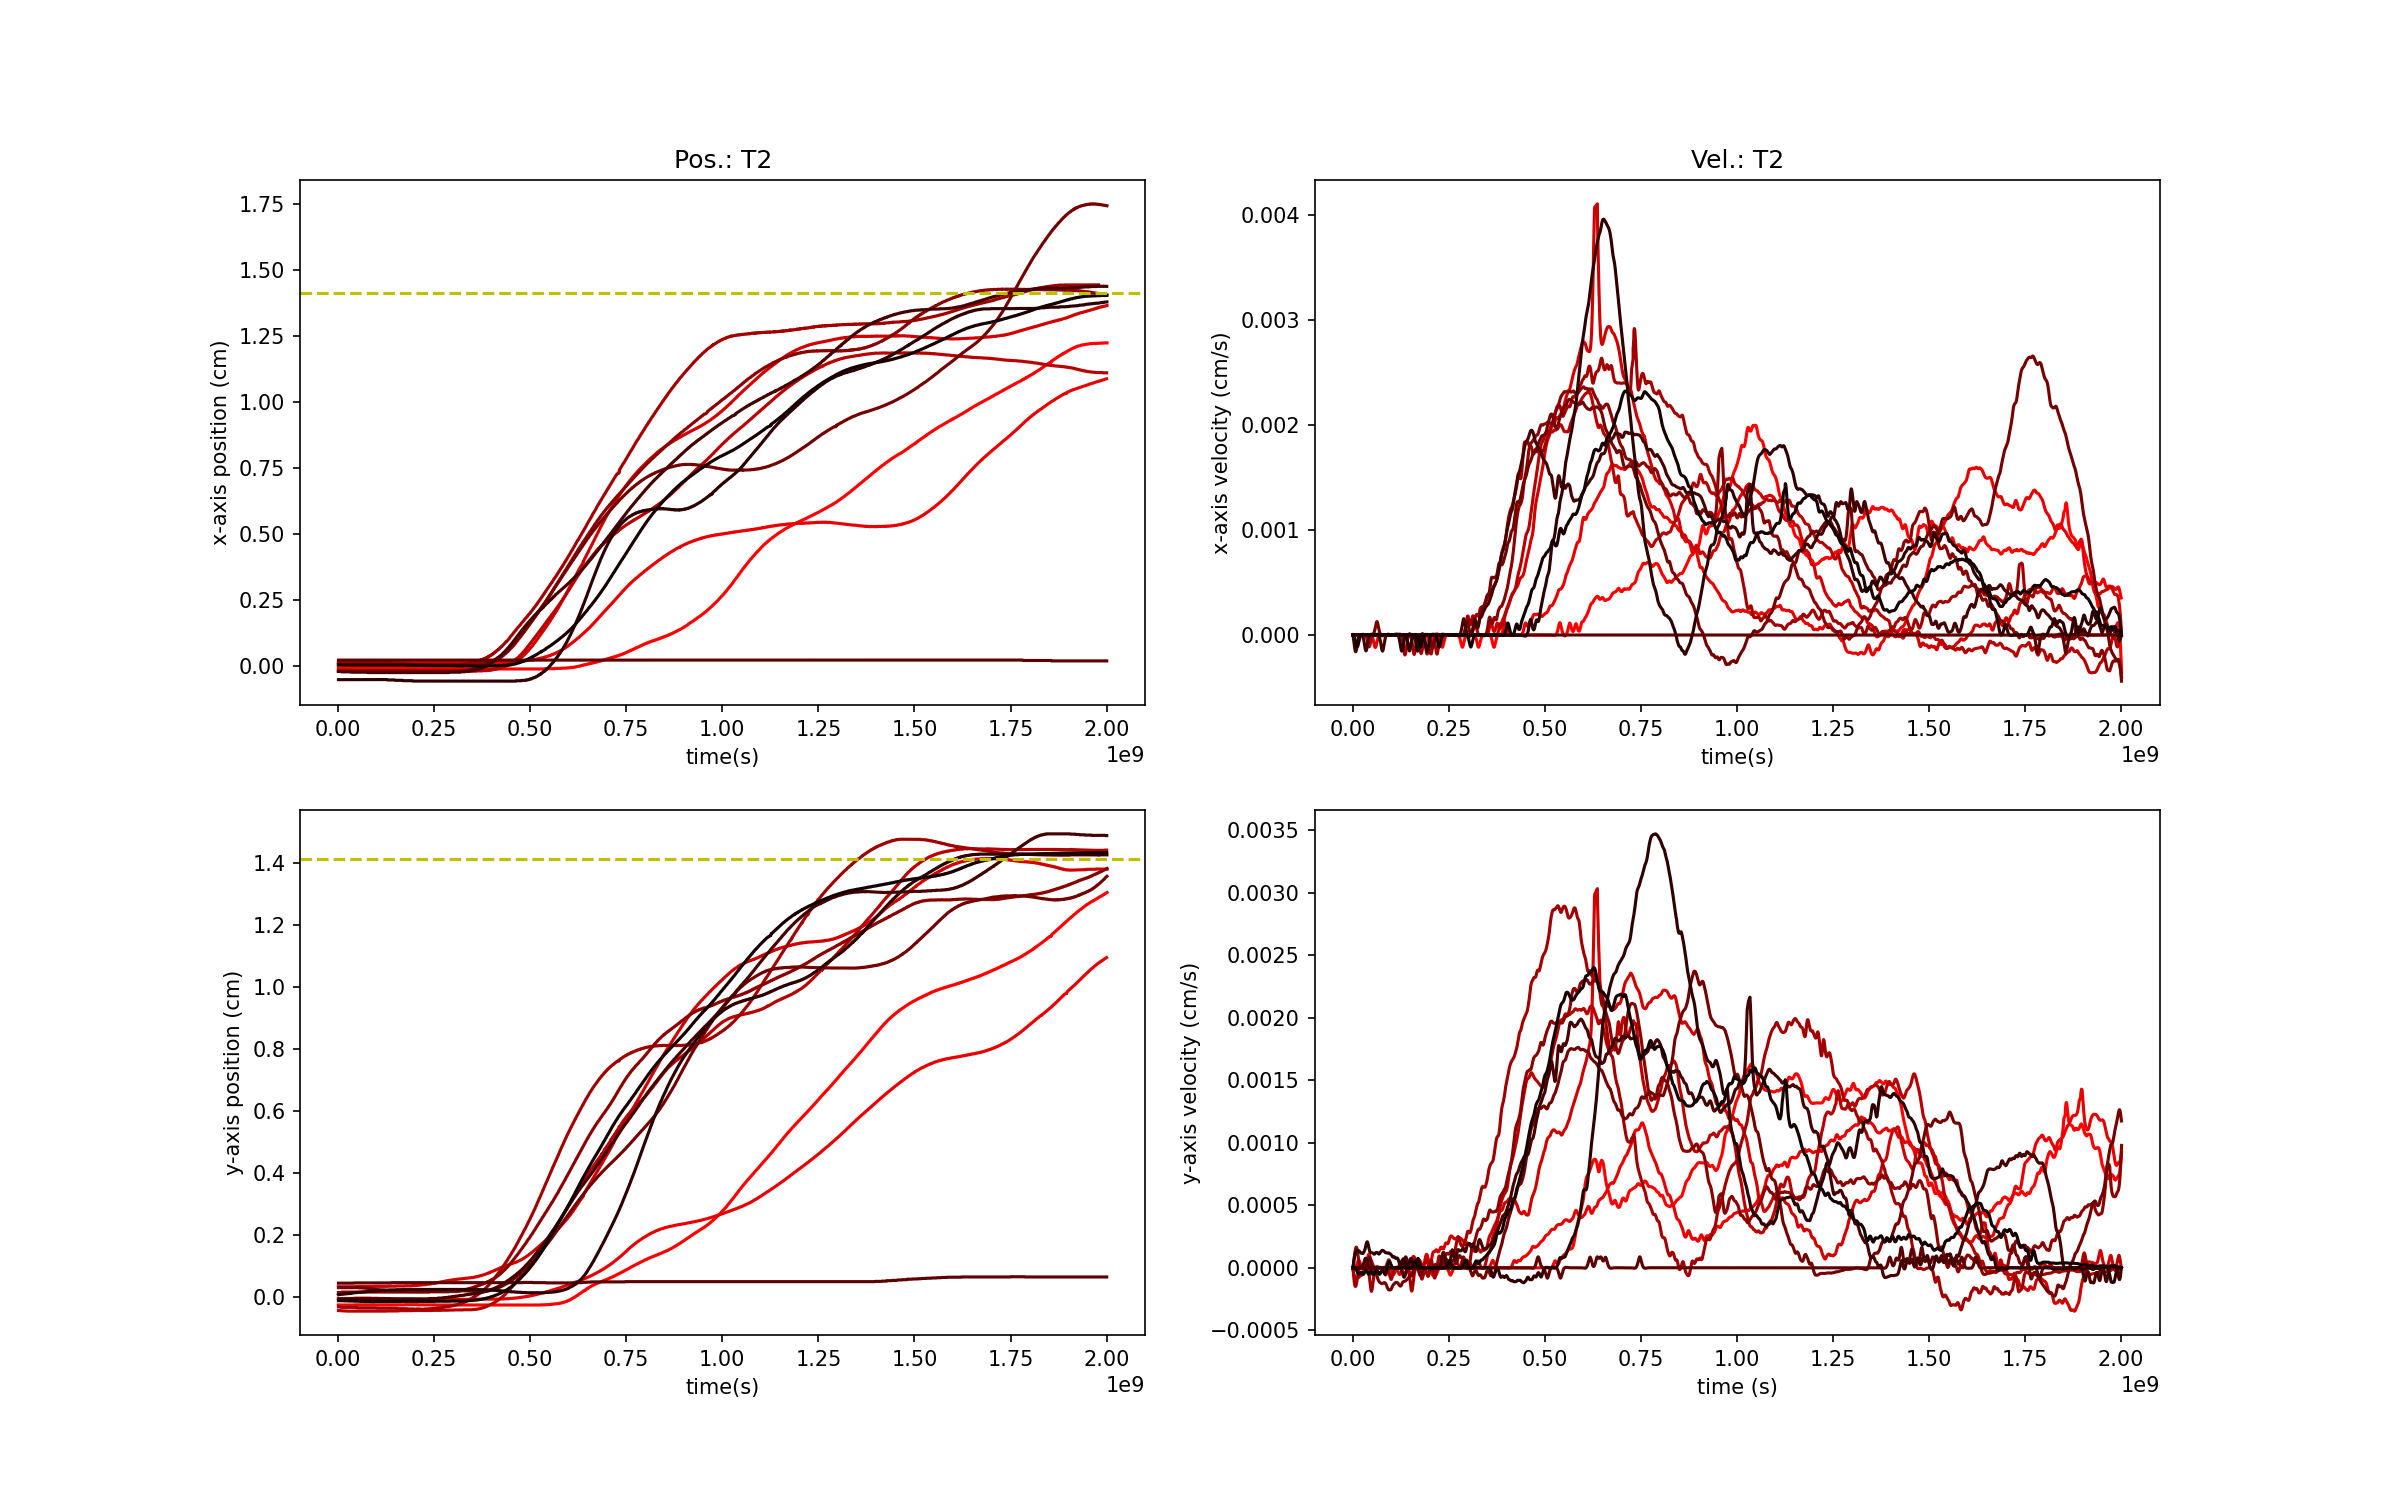 Pos.: T2
1.75
1.50
1.25
1.00
0.75
0.50
0.25
0.00
x-axis position (cm)
0.00 0.25 0.50 0.75 1.00 1.25 1.50 1.75 2.00
1e9
time(s)
Vel.: T2
0.004
0.003
0.002
0.001
0.000
x-axis velocity (cm/s)
0.00 0.25 0.50 0.75 1.00 1.25 1.50 1.75 2.00
1e9
time(s)
1.4
1.2
1.0
0.8
0.6
0.4
0.2
0.0
y-axis position (cm)
0.00 0.25 0.50 0.75 1.00 1.25 1.50 1.75 2.00
1e9
time(s)
0.0035
0.0030
0.0025
0.0020
0.0015
0.0010
0.0005
0.0000
−0.0005
y-axis velocity (cm/s)
0.00 0.25 0.50 0.75 1.00 1.25 1.50 1.75 2.00
1e9
time (s)